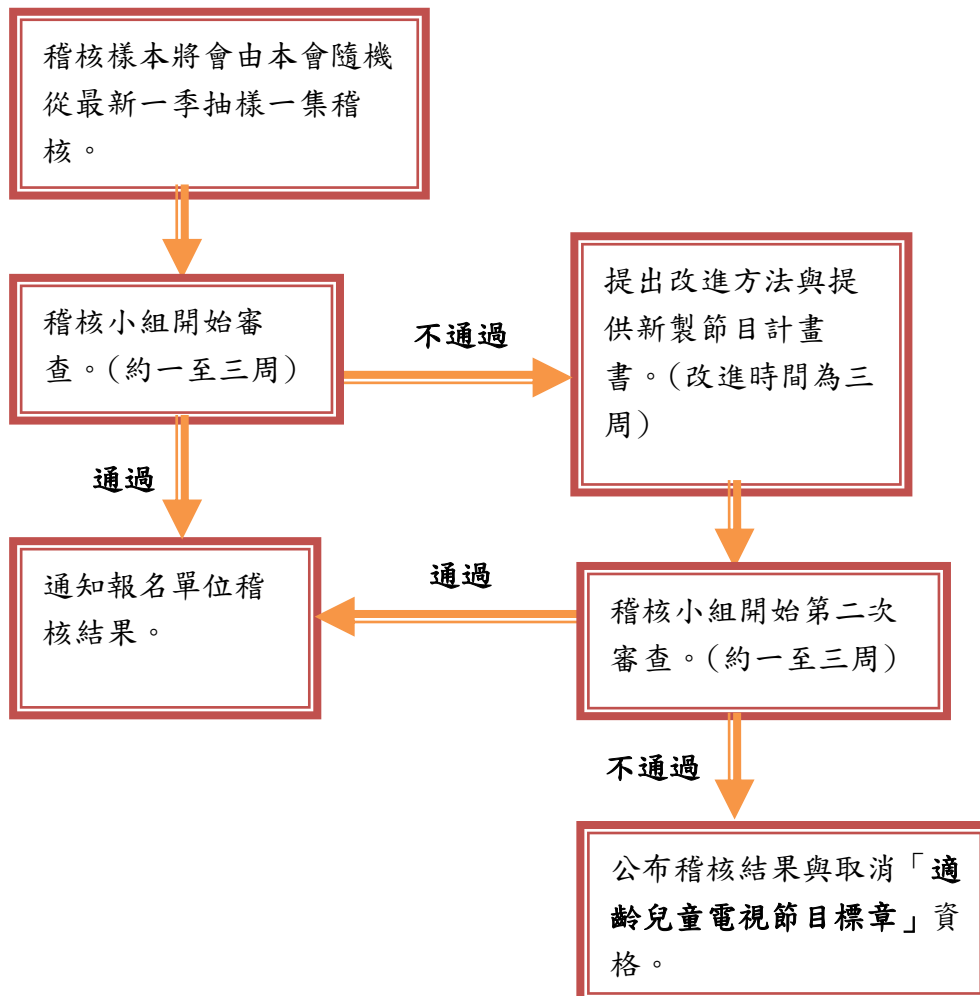 稽核樣本將會由本會隨機
從最新一季抽樣一集稽
核。
稽核小組開始審
查。(約一至三周)
不通過
提出改進方法與提
供新製節目計畫
書。(改進時間為三
周)
通過
通知報名單位稽
核結果。
通過
稽核小組開始第二次
審查。(約一至三周)
不通過
公布稽核結果與取消「適
齡兒童電視節目標章」資
格。